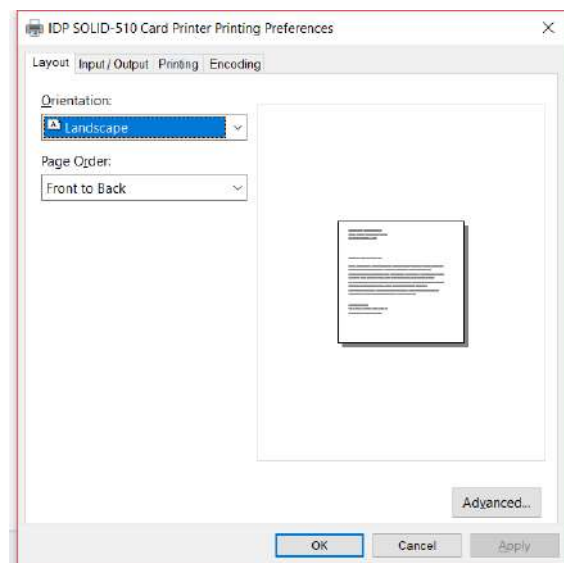 IDP SOLID-510 Card Printer Printing Preferences
Layout Input / Output Printing Encoding
Orientation:
A Landscape
Page Order:
Front to Back
Advanced...
OK Cancel Apply